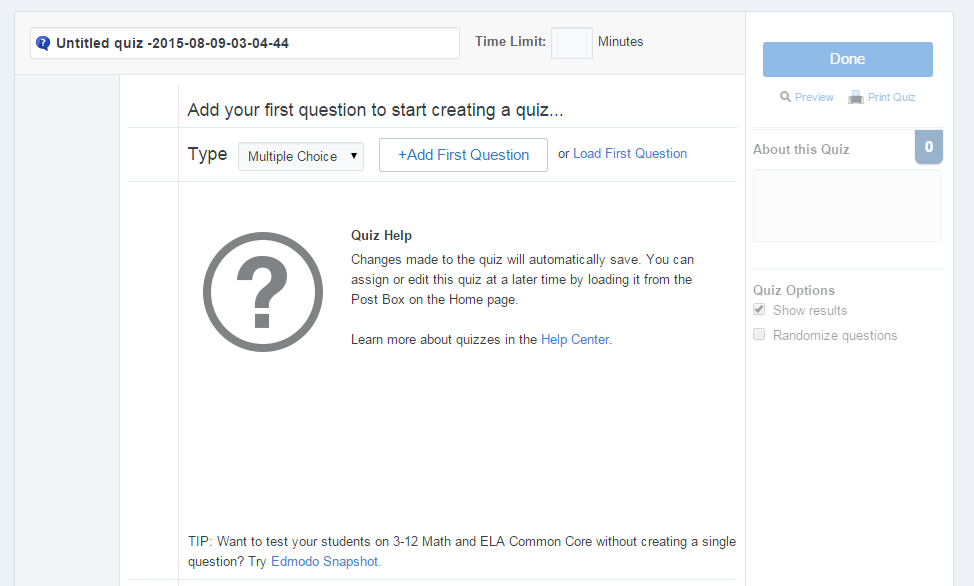 Untitled quiz -2015-08-09-03-04-44
Time Limit: Minutes
Done
Preview Print Quiz
Add your first question to start creating a quiz...
Type Multiple Choice +Add First Question or Load First Question
About this Quiz 0
Quiz Help
Changes made to the quiz will automatically save. You can
assign or edit this quiz at a later time by loading it from the
Post Box on the Home page.
Learn more about quizzes in the Help Center.
Quiz Options
Show results
Randomize questions
TIP: Want to test your students on 3-12 Math and ELA Common Core without creating a single
question? Try Edmodo Snapshot.